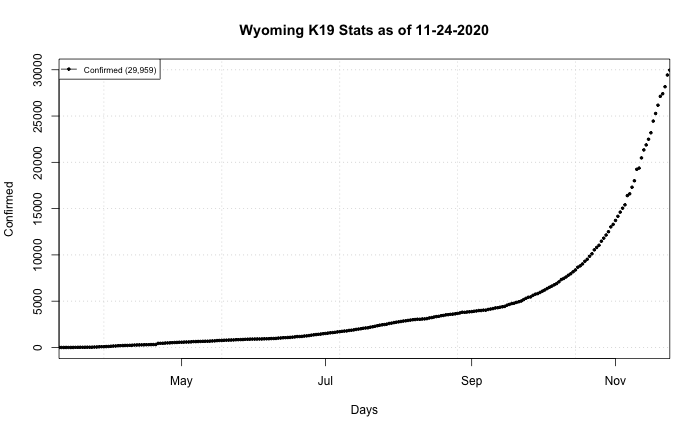 Wyoming K19 Stats as of 11-24-2020
Confirmed (29,959)
30000
25000
20000
15000
10000
5000
0
Confirmed
May Jul Sep Nov
Days